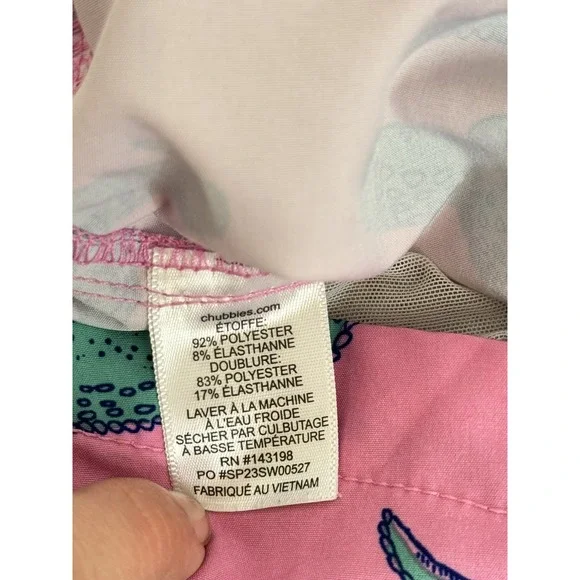 chubbies.com
ÉTOFFE:
92% POLYESTER
8% ÉLASTHANNE
DOUBLURE:
83% POLYESTER
17% ÉLASTHANNE
LAVER À LA MACHINE
À L'EAU FROIDE
SÉCHER PAR CULBUTAGE
À BASSE TEMPÉRATURE
RN #143198
PO #SP23SW00527
FABRIQUÉ AU VIETNAM